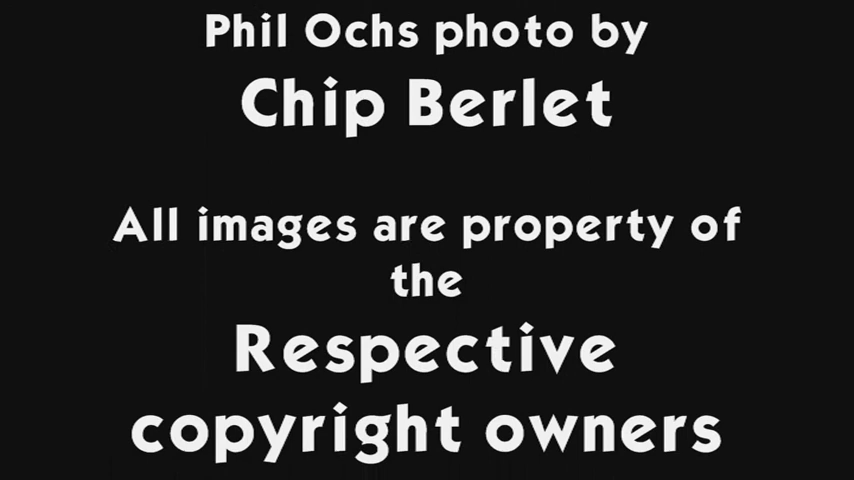 Phil Ochs photo by
Chip Berlet
All images are property of
the
Respective
copyright owners